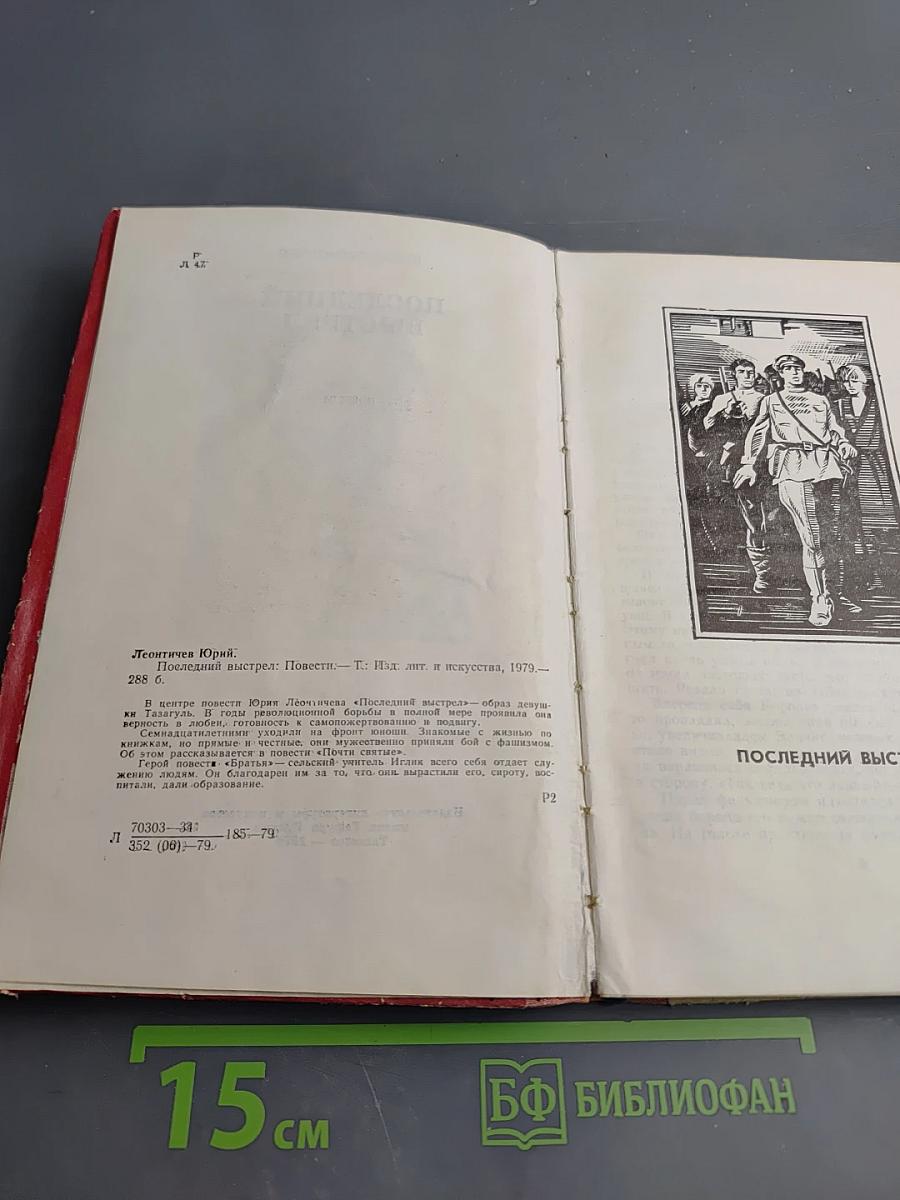 Р
Л 47
Леонтичев Юрий.
Последний выстрел: Повести.— Т.: Изд. лит. и искусства, 1979.—
288 б.
В центре повести Юрия Леонтичева «Последний выстрел»— образ девуш-
ки Тазагуль. В годы революционной борьбы в полной мере проявила она
верность в любви, готовность к самопожертвованию и подвигу.
Семнадцатилетними уходили на фронт юноши. Знакомые с жизнью по
книжкам, но прямые и честные, они мужественно приняли бой с фашизмом.
Об этом рассказывается в повести «Почти святые».
Герой повести «Братья»— сельский учитель Иглик всего себя отдает слу-
жению людям. Он благодарен им за то, что они вырастили его, сироту, вос-
питали, дали образование.
Р2
Л 70303—34 185—79
352 (06)—79
ПОСЛЕДНИЙ ВЫСТ
15 см
БФ БИБЛИОФАН